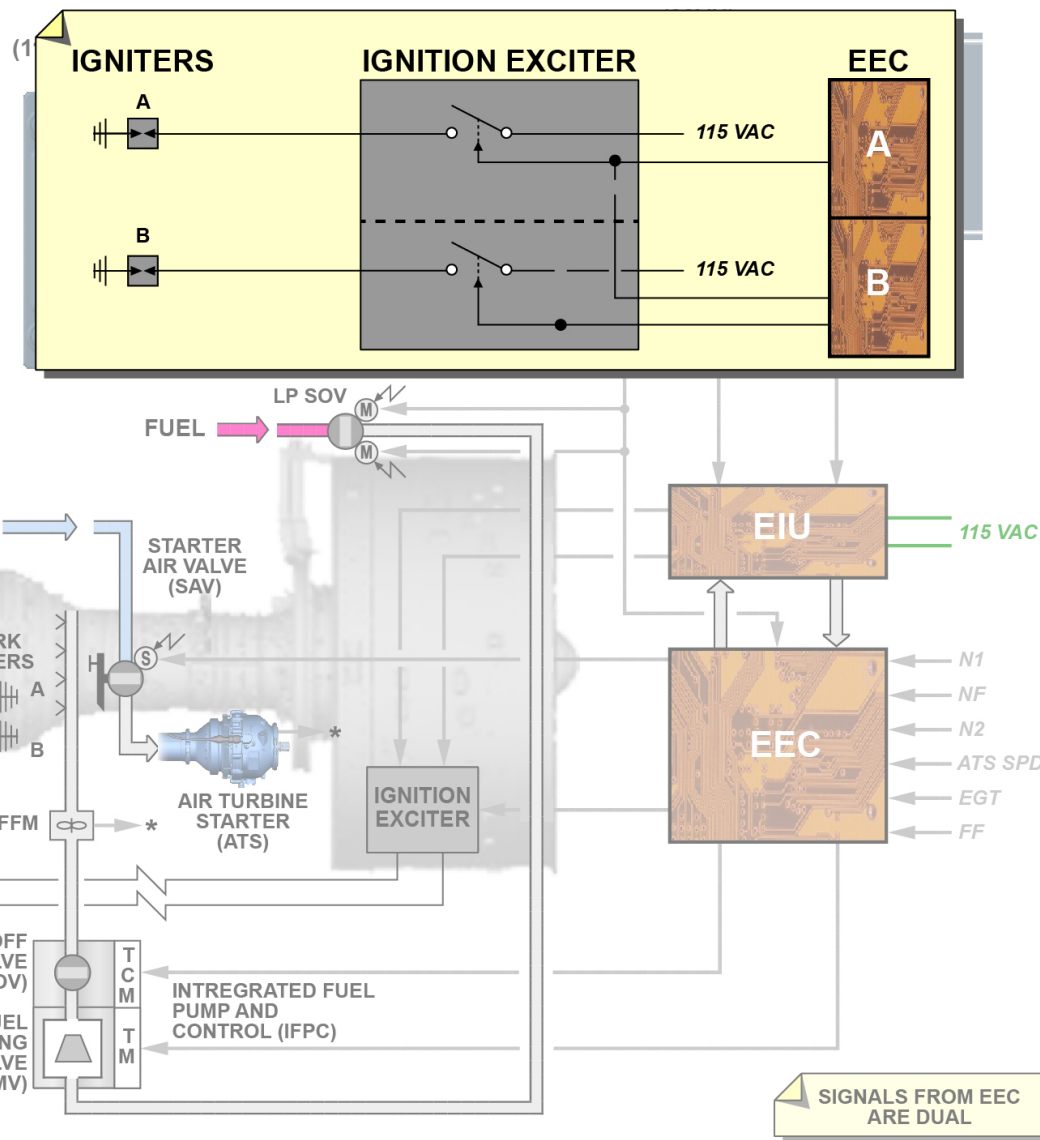 IGNITERS
IGNITION EXCITER
EEC
A
115 VAC
A
B
115 VAC
B
LP SOV
M
FUEL
M
EIU
115 VAC
STARTER
AIR VALVE
(SAV)
S
H
A
B
N1
NF
N2
ATS SPD
EGT
FF
EEC
*
AIR TURBINE
STARTER
(ATS)
IGNITION
EXCITER
FFM
*
T
C
M
INTREGRATED FUEL
PUMP AND
CONTROL (IFPC)
T
M
SIGNALS FROM EEC
ARE DUAL